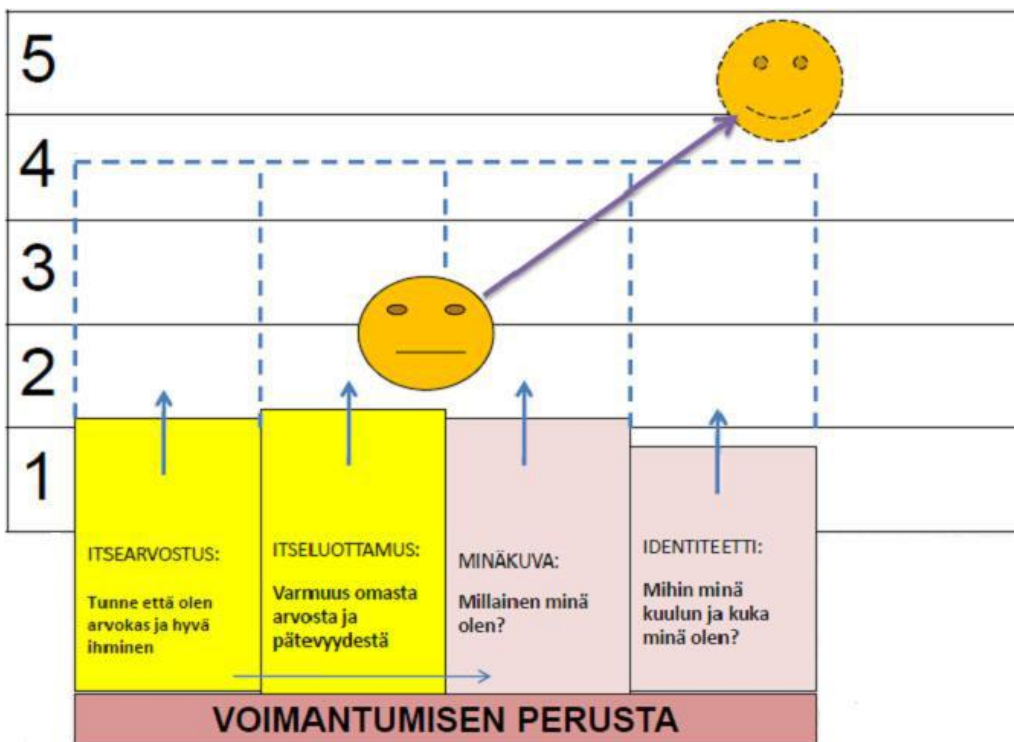 5
4
3
2
1
ITSEARVOSTUS:
Tunne että olen
arvokas ja hyvä
ihminen
ITSELUOTTAMUS:
Varmuus omasta
arvosta ja
pätevyydestä
MINÄKUVA:
Millainen minä
olen?
IDENTITEETTI:
Mihin minä
kuulun ja kuka
minä olen?
VOIMANTUMISEN PERUSTA